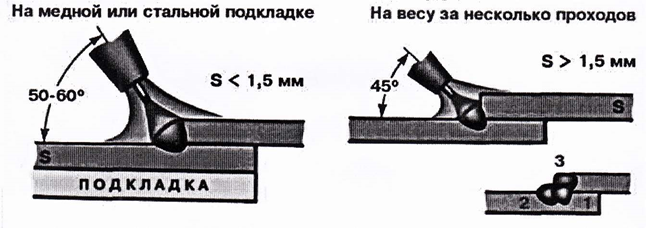 На медной или стальной подкладке
50-60°
S < 1,5 мм
S
ПОДКЛАДКА
На весу за несколько проходов
45°
S > 1,5 мм
S
3
2
1